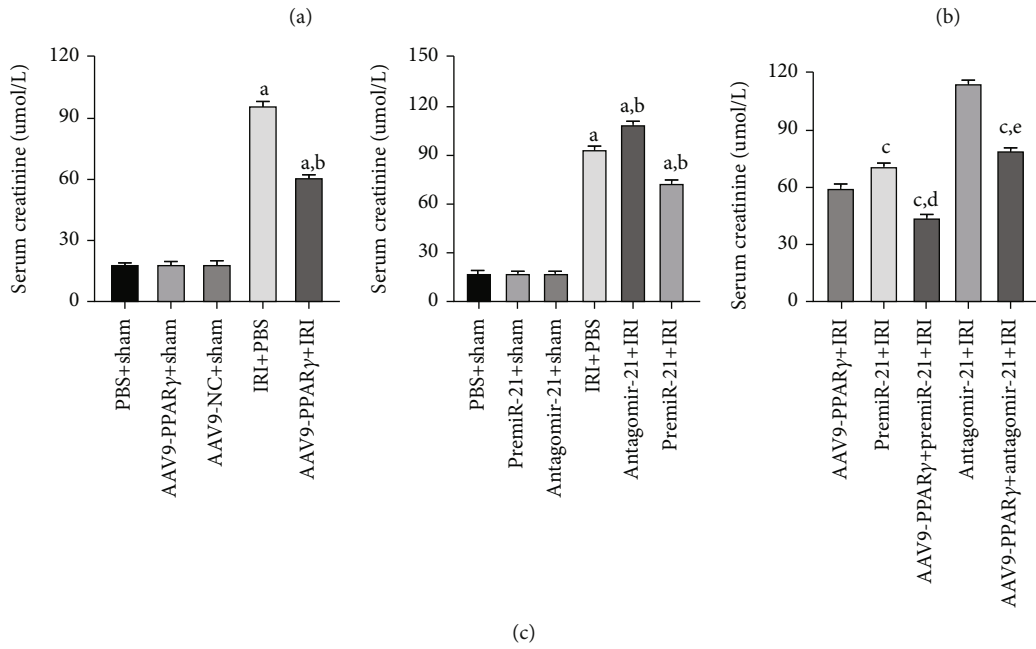 (a)
(b)
Serum creatinine (umol/L)
120
90
60
30
0
a
a,b
PBS+sham
AAV9-PPARγ+sham
AAV9-NC+sham
IRI+PBS
AAV9-PPARγ+IRI
Serum creatinine (umol/L)
150
120
90
60
30
0
a
a,b
a,b
PBS+sham
PremiR-21+sham
Antagomir-21+sham
IRI+PBS
Antagomir-21+IRI
PremiR-21+IRI
Serum creatinine (umol/L)
120
90
60
30
0
c
c,d
c,e
AAV9-PPARγ+IRI
PremiR-21+IRI
AAV9-PPARγ+premiR-21+IRI
Antagomir-21+IRI
AAV9-PPARγ+antagomir-21+IRI
(c)